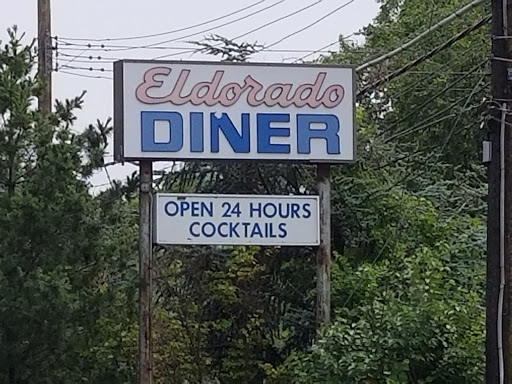 Eldorado
DINER
OPEN 24 HOURS
COCKTAILS